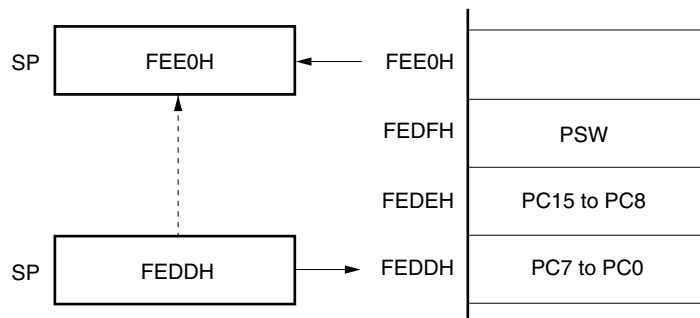 SP FEE0H FEE0H
FEDFH PSW
FEDEH PC15 to PC8
SP FEDDH FEDDH PC7 to PC0